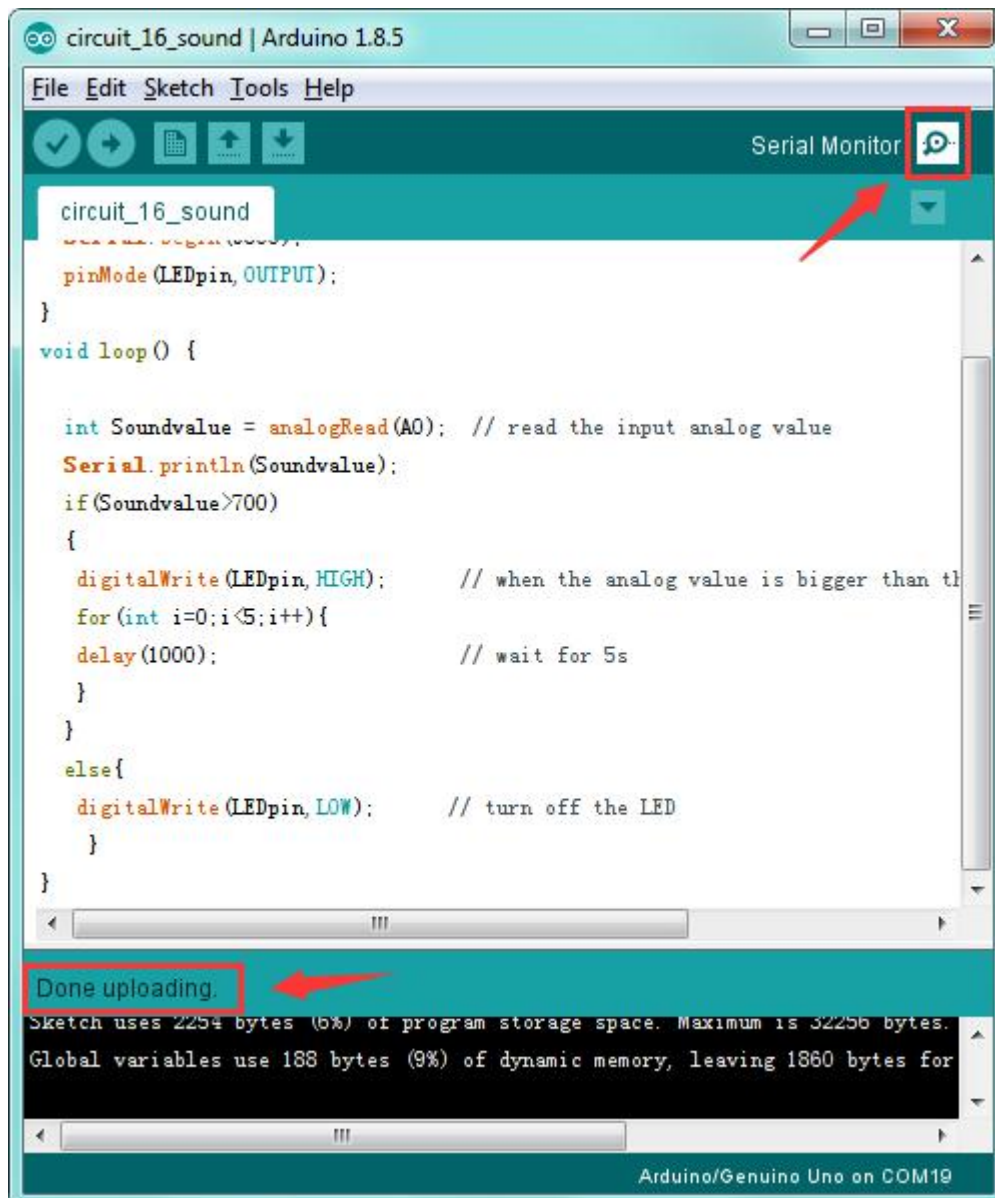 circuit_16_sound | Arduino 1.8.5
File Edit Sketch Tools Help
Serial Monitor
circuit_16_sound
Serial.begin(9600);
pinMode(LEDpin,OUTPUT);
}
void loop() {
int Soundvalue = analogRead(A0); // read the input analog value
Serial.println(Soundvalue);
if(Soundvalue>700)
{
digitalWrite(LEDpin,HIGH); // when the analog value is bigger than
for(int i=0;i<5;i++){
delay(1000); // wait for 5s
}
}
else{
digitalWrite(LEDpin,LOW); // turn off the LED
}
}
Done uploading.
Sketch uses 2254 bytes (6%) of program storage space. Maximum is 32256 bytes.
Global variables use 188 bytes (9%) of dynamic memory, leaving 1860 bytes for
Arduino/Genuino Uno on COM19